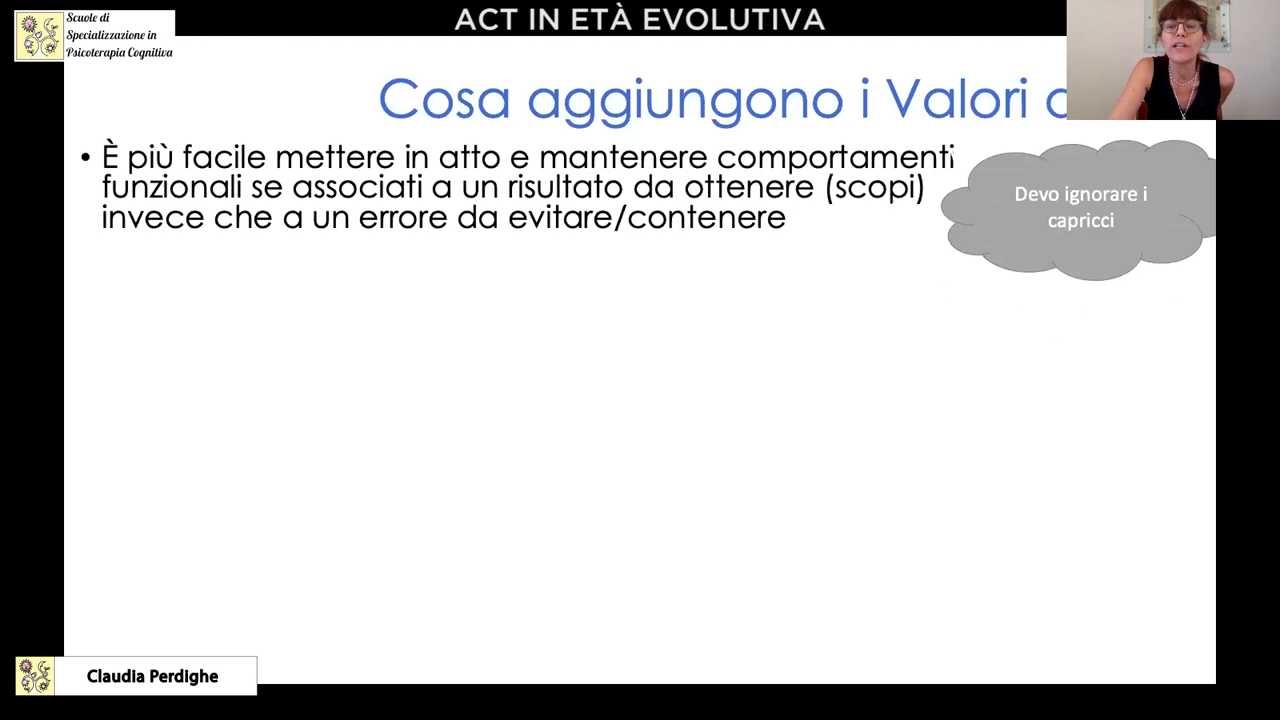 Scuole di
Specializzazione in
Psicoterapia Cognitiva
ACT IN ETÀ EVOLUTIVA
Cosa aggiungono i Valori
• È più facile mettere in atto e mantenere comportamenti
funzionali se associati a un risultato da ottenere (scopi)
invece che a un errore da evitare/contenere
Devo ignorare i
capricci
Claudia Perdighe